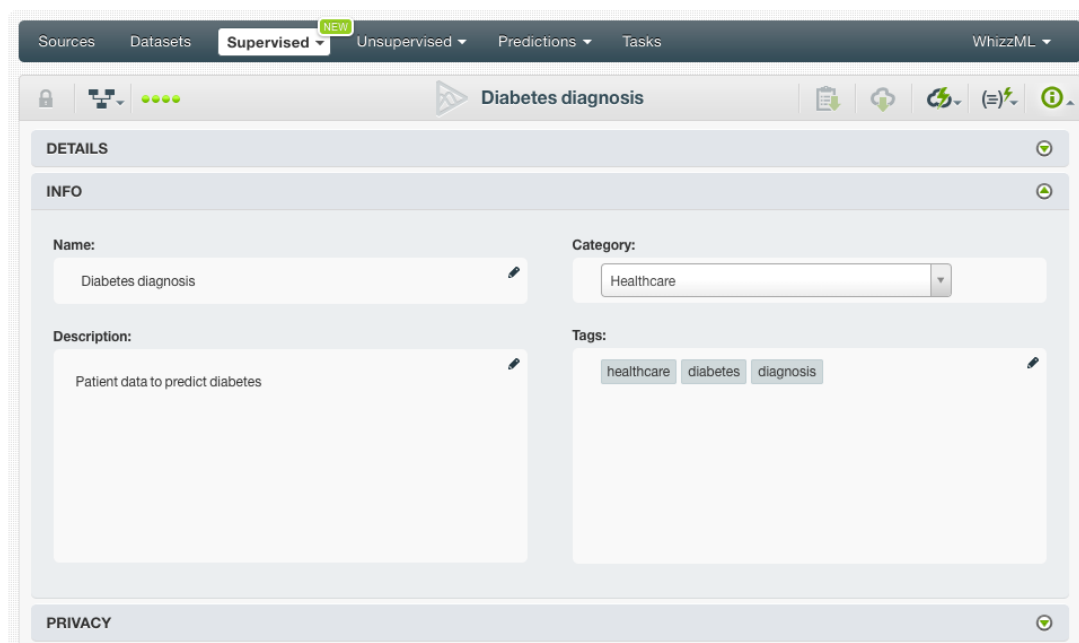 NEW
Sources Datasets Supervised Unsupervised Predictions Tasks WhizzML
Diabetes diagnosis
DETAILS
INFO
Name: Category:
Diabetes diagnosis Healthcare
Description: Tags:
healthcare diabetes diagnosis
Patient data to predict diabetes
PRIVACY